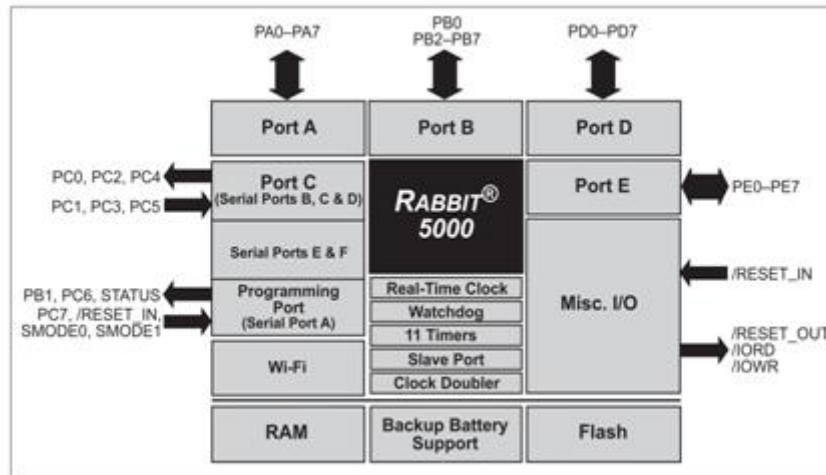 PA0–PA7
PB0
PB2–PB7
PD0–PD7
Port A
Port B
Port D
PC0, PC2, PC4
PC1, PC3, PC5
Port C
(Serial Ports B, C & D)
RABBIT®
5000
Port E
PE0–PE7
Serial Ports E & F
PB1, PC6, STATUS
PC7, /RESET_IN,
SMODE0, SMODE1
Programming
Port
(Serial Port A)
Real-Time Clock
Watchdog
11 Timers
Slave Port
Clock Doubler
Misc. I/O
/RESET_IN
/RESET_OUT
/IORD
/IOWR
Wi-Fi
RAM
Backup Battery
Support
Flash